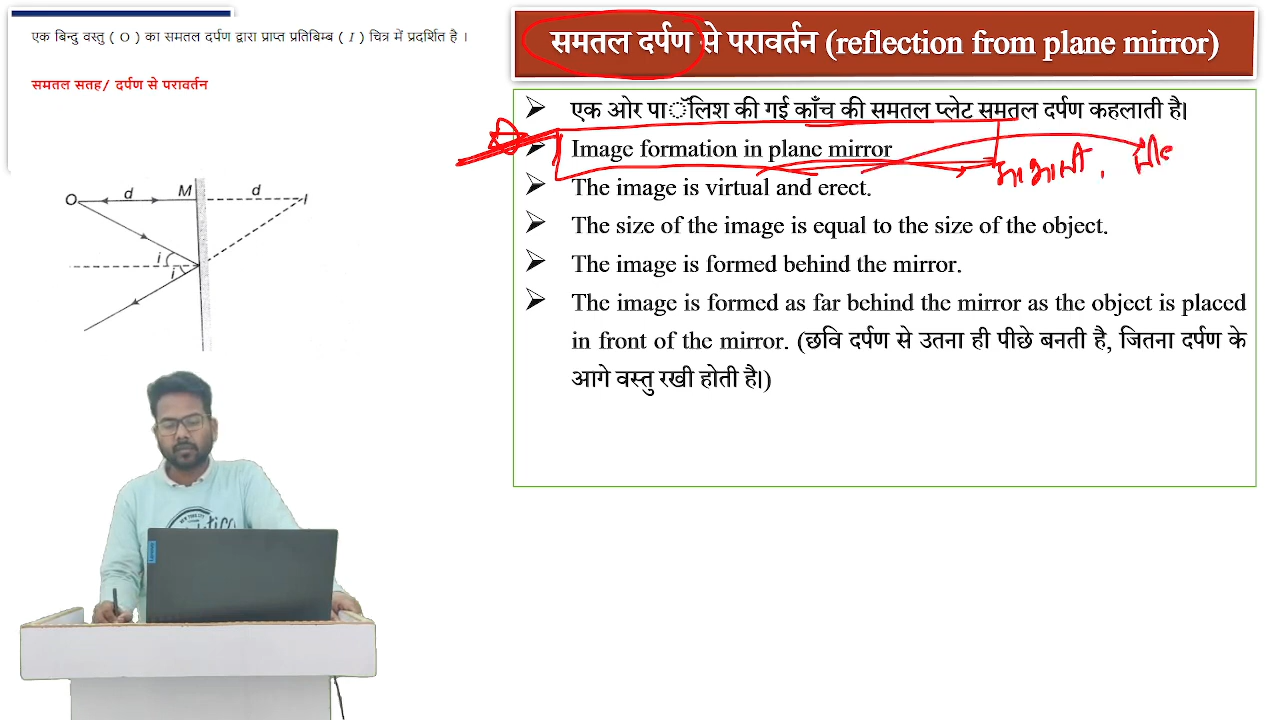 एक बिन्दु वस्तु ( O ) का समतल दर्पण द्वारा प्राप्त प्रतिबिम्ब ( I ) चित्र में प्रदर्शित है ।
समतल सतह/ दर्पण से परावर्तन
O d M d I
i
i
समतल दर्पण से परावर्तन (reflection from plane mirror)
एक ओर पाॅलिश की गई काँच की समतल प्लेट समतल दर्पण कहलाती है।
Image formation in plane mirror
The image is virtual and erect.
The size of the image is equal to the size of the object.
The image is formed behind the mirror.
The image is formed as far behind the mirror as the object is placed
in front of the mirror. (छवि दर्पण से उतना ही पीछे बनती है, जितना दर्पण के
आगे वस्तु रखी होती है।)
NEW YORK CITY
Lenovo